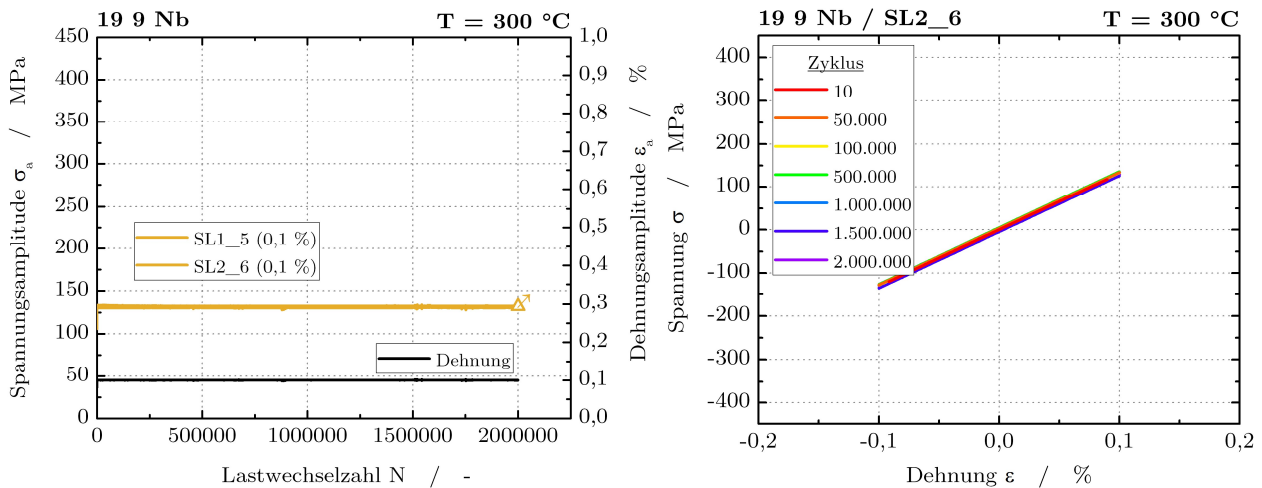 19 9 Nb T = 300 °C
450
400
350
300
250
200
150
100
50
0
Spannungsamplitude σa / MPa
1,0
0,9
0,8
0,7
0,6
0,5
0,4
0,3
0,2
0,1
0,0
Dehnungsamplitude εa / %
SL1_5 (0,1 %)
SL2_6 (0,1 %)
Dehnung
0 500000 1000000 1500000 2000000
Lastwechselzahl N / -
19 9 Nb / SL2_6 T = 300 °C
400
300
200
100
0
-100
-200
-300
-400
Spannung σ / MPa
Zyklus
10
50.000
100.000
500.000
1.000.000
1.500.000
2.000.000
-0,2 -0,1 0,0 0,1 0,2
Dehnung ε / %